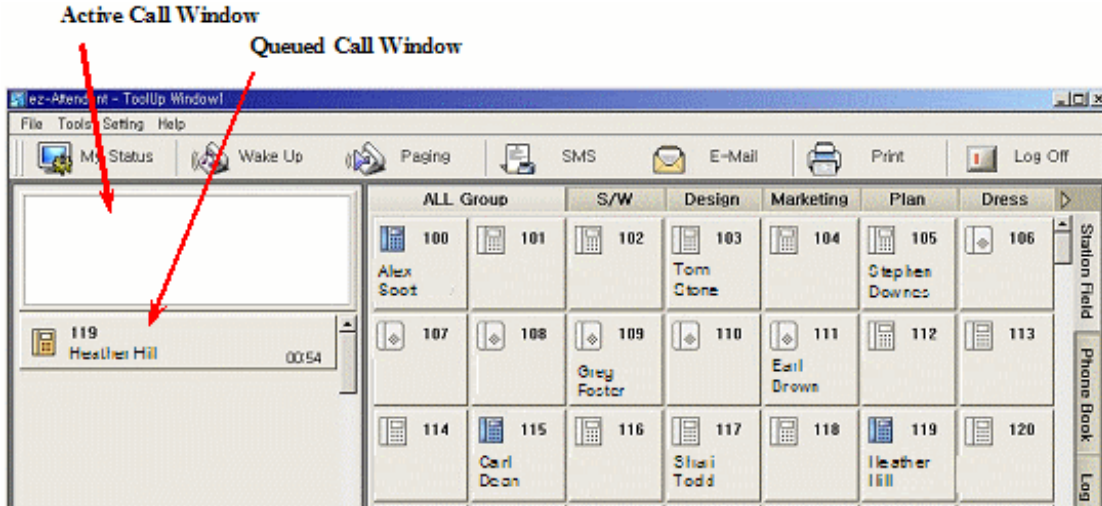 Active Call Window
Queued Call Window
ez-Attendant - ToolUp Window1
File Tools Setting Help
My Status Wake Up Paging SMS E-Mail Print Log Off
ALL Group S/W Design Marketing Plan Dress
100 101 102 103 104 105 106
Alex Tom Stephen
Scot Stone Downes
119
Heather Hill 00:54
107 108 109 110 111 112 113
Greg Earl
Foster Brown
114 115 116 117 118 119 120
Carl Shari Heather
Dean Todd Hill
Station Field
Phone Book
Log